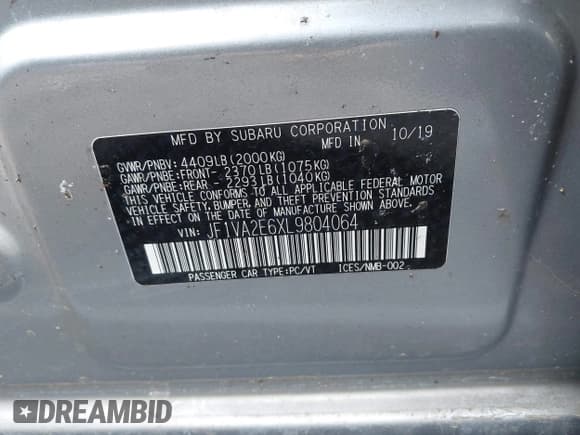 MFD BY SUBARU CORPORATION
MFD IN 10/19
GVWR/PNBV: 4409LB(2000KG)
GAWR/PNBE:FRONT- 2370LB(1075KG)
GAWR/PNBE:REAR - 2293LB(1040KG)
THIS VEHICLE CONFORMS TO ALL APPLICABLE FEDERAL MOTOR
VEHICLE SAFETY,BUMPER,AND THEFT PREVENTION STANDARDS
IN EFFECT ON THE DATE OF MANUFACTURE SHOWN ABOVE.
VIN: JF1VA2E6XL9804064
PASSENGER CAR TYPE:PC/VT ICES/NMB-002
DREAMBID